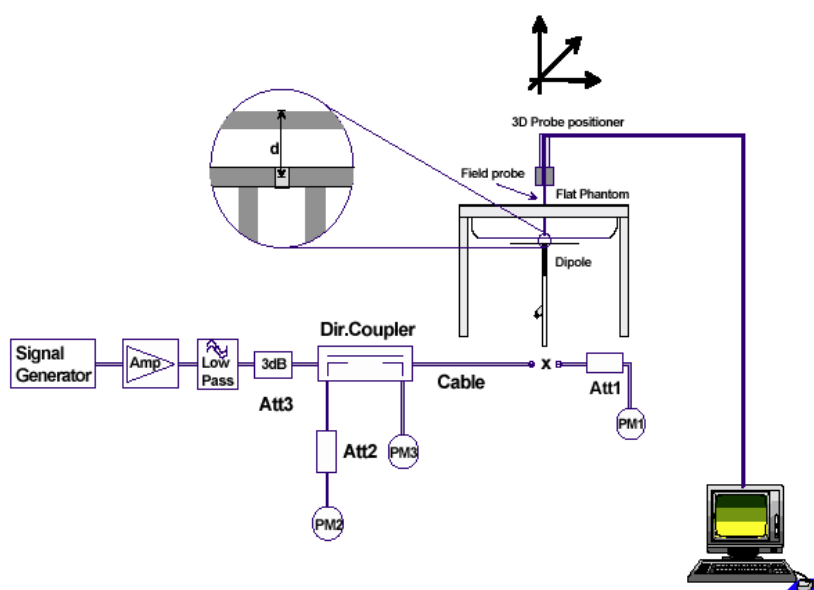 3D Probe positioner
d
Field probe
Flat Phantom
Dipole
Dir.Coupler
Signal
Generator
Amp
Low
Pass
3dB
Cable
x
Att1
Att3
PM1
Att2
PM3
PM2